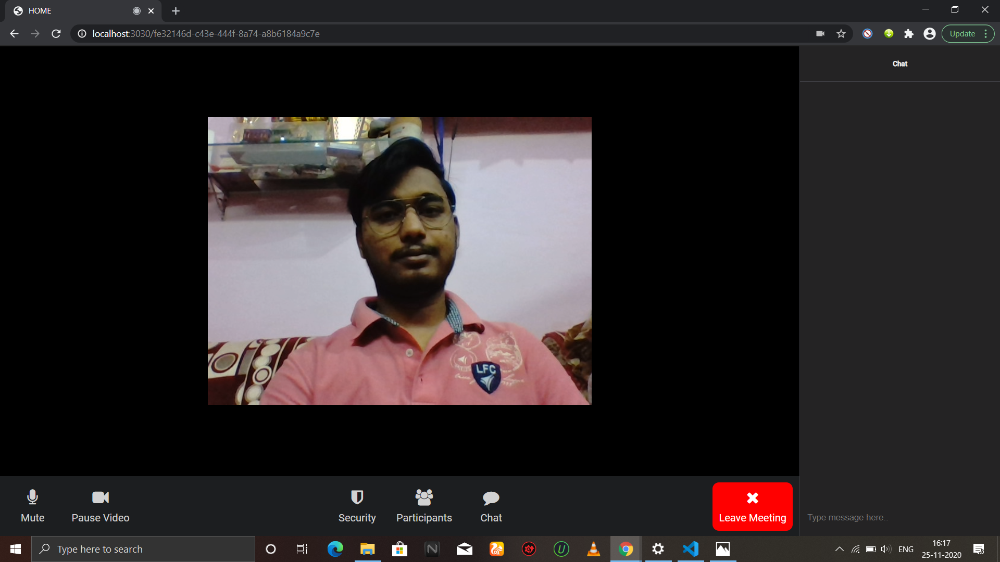 HOME
localhost:3030/fe32146d-c43e-444f-8a74-a8b6184a9c7e
Update
Chat
LFC
Mute
Pause Video
Security
Participants
Chat
Leave Meeting
Type message here..
Type here to search
ENG
16:17
25-11-2020